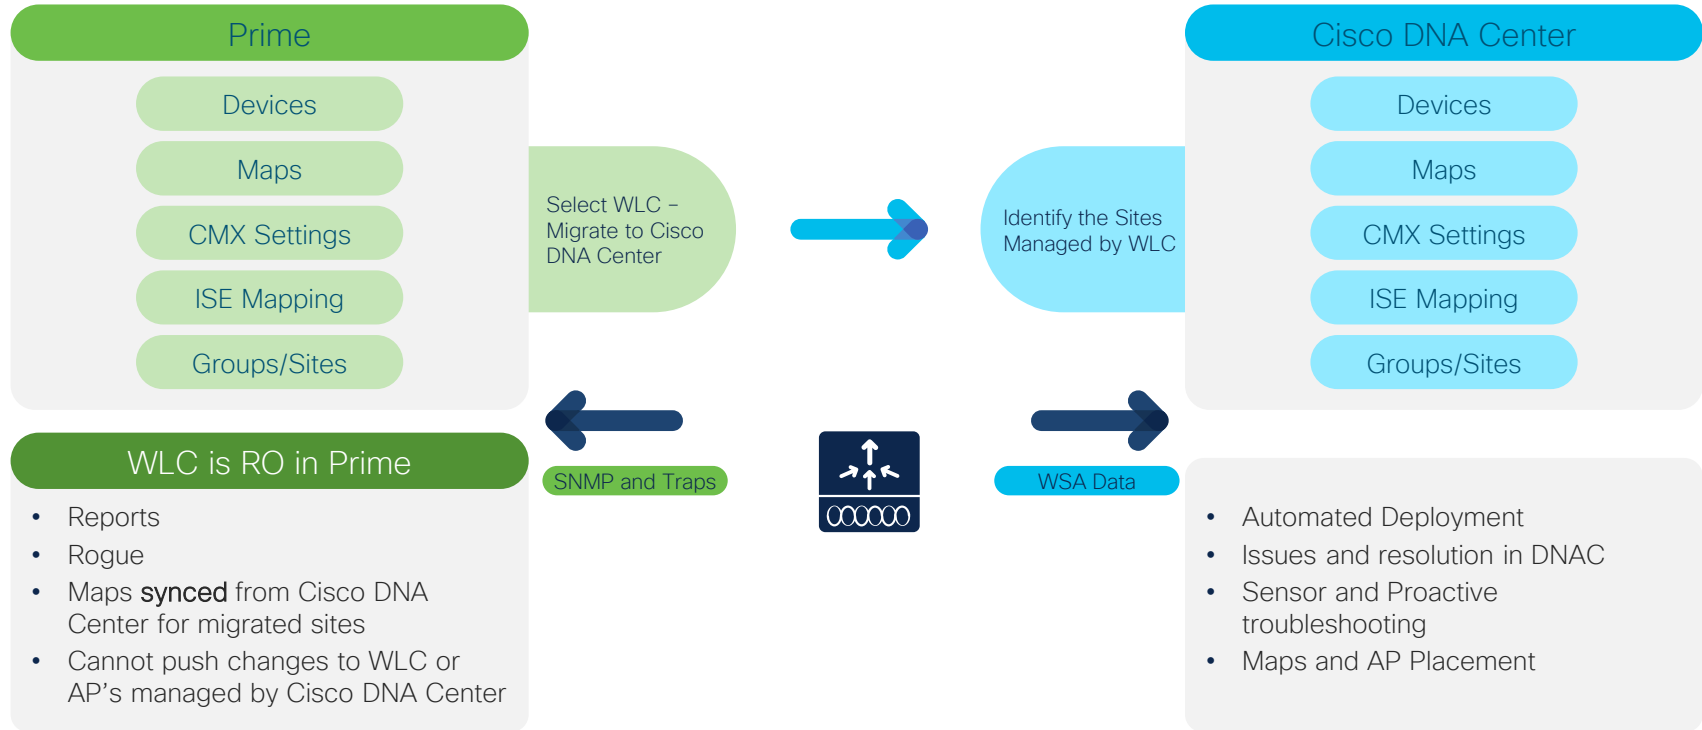 Prime
Devices
Maps
CMX Settings
ISE Mapping
Groups/Sites
Select WLC –
Migrate to Cisco
DNA Center
Identify the Sites
Managed by WLC
Cisco DNA Center
Devices
Maps
CMX Settings
ISE Mapping
Groups/Sites
WLC is RO in Prime
• Reports
• Rogue
• Maps synced from Cisco DNA
Center for migrated sites
• Cannot push changes to WLC or
AP's managed by Cisco DNA Center
SNMP and Traps
WSA Data
• Automated Deployment
• Issues and resolution in DNAC
• Sensor and Proactive
troubleshooting
• Maps and AP Placement